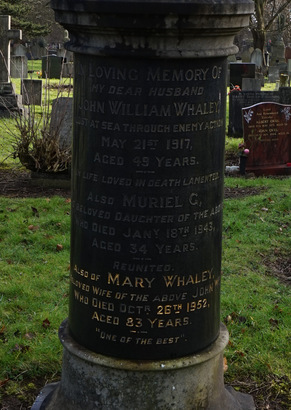 IN LOVING MEMORY OF
MY DEAR HUSBAND
JOHN WILLIAM WHALEY,
LOST AT SEA THROUGH ENEMY ACTION
MAY 21ST 1917,
AGED 49 YEARS.
IN LIFE LOVED IN DEATH LAMENTED.
ALSO MURIEL C,
BELOVED DAUGHTER OF THE ABOVE
WHO DIED JANY 18TH 1943,
AGED 34 YEARS.
REUNITED.
ALSO OF MARY WHALEY,
BELOVED WIFE OF THE ABOVE JOHN W
WHO DIED OCTR 26TH 1952,
AGED 83 YEARS.
"ONE OF THE BEST".